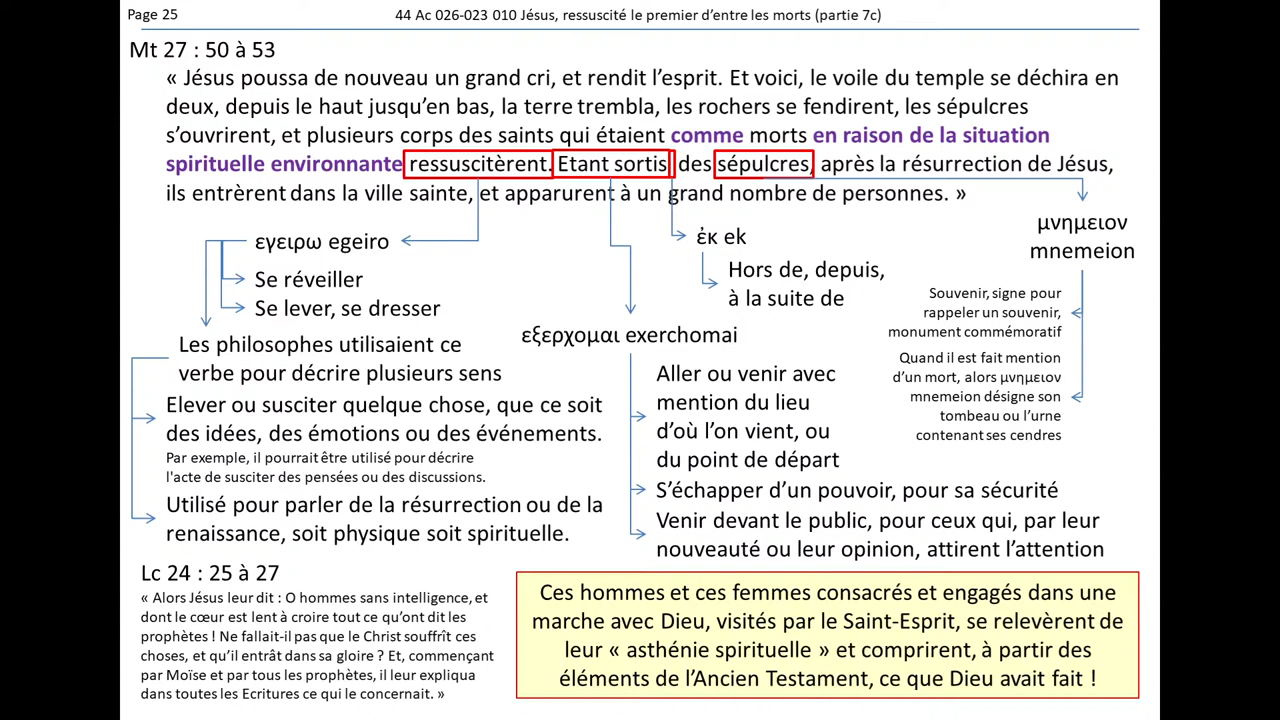 Page 25
44 Ac 026-023 010 Jésus, ressuscité le premier d’entre les morts (partie 7c)
Mt 27 : 50 à 53
« Jésus poussa de nouveau un grand cri, et rendit l’esprit. Et voici, le voile du temple se déchira en
deux, depuis le haut jusqu’en bas, la terre trembla, les rochers se fendirent, les sépulcres
s’ouvrirent, et plusieurs corps des saints qui étaient comme morts en raison de la situation
spirituelle environnante ressuscitèrent. Etant sortis des sépulcres, après la résurrection de Jésus,
ils entrèrent dans la ville sainte, et apparurent à un grand nombre de personnes. »
εγειρω egeiro
Se réveiller
Se lever, se dresser
Les philosophes utilisaient ce
verbe pour décrire plusieurs sens
Elever ou susciter quelque chose, que ce soit
des idées, des émotions ou des événements.
Par exemple, il pourrait être utilisé pour décrire
l'acte de susciter des pensées ou des discussions.
Utilisé pour parler de la résurrection ou de la
renaissance, soit physique soit spirituelle.
εξερχομαι exerchomai
Aller ou venir avec
mention du lieu
d’où l’on vient, ou
du point de départ
S’échapper d’un pouvoir, pour sa sécurité
Venir devant le public, pour ceux qui, par leur
nouveauté ou leur opinion, attirent l’attention
ἐκ ek
Hors de, depuis,
à la suite de
μνημειον
mnemeion
Souvenir, signe pour
rappeler un souvenir,
monument commémoratif
Quand il est fait mention
d’un mort, alors μνημειον
mnemeion désigne son
tombeau ou l’urne
contenant ses cendres
Lc 24 : 25 à 27
« Alors Jésus leur dit : O hommes sans intelligence, et
dont le cœur est lent à croire tout ce qu’ont dit les
prophètes ! Ne fallait-il pas que le Christ souffrît ces
choses, et qu’il entrât dans sa gloire ? Et, commençant
par Moïse et par tous les prophètes, il leur expliqua
dans toutes les Ecritures ce qui le concernait. »
Ces hommes et ces femmes consacrés et engagés dans une
marche avec Dieu, visités par le Saint-Esprit, se relevèrent de
leur « asthénie spirituelle » et comprirent, à partir des
éléments de l’Ancien Testament, ce que Dieu avait fait !